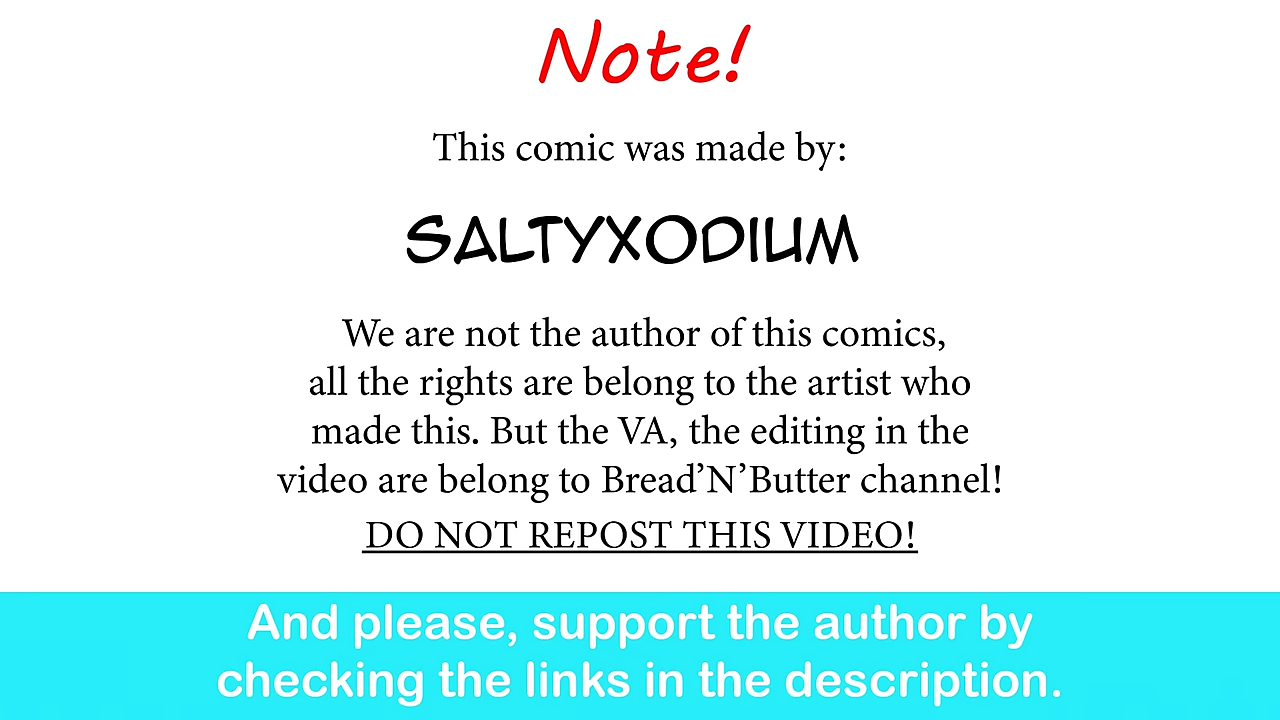 Note!
This comic was made by:
SALTYXODIUM
We are not the author of this comics,
all the rights are belong to the artist who
made this. But the VA, the editing in the
video are belong to Bread’N’Butter channel!
DO NOT REPOST THIS VIDEO!
And please, support the author by
checking the links in the description.